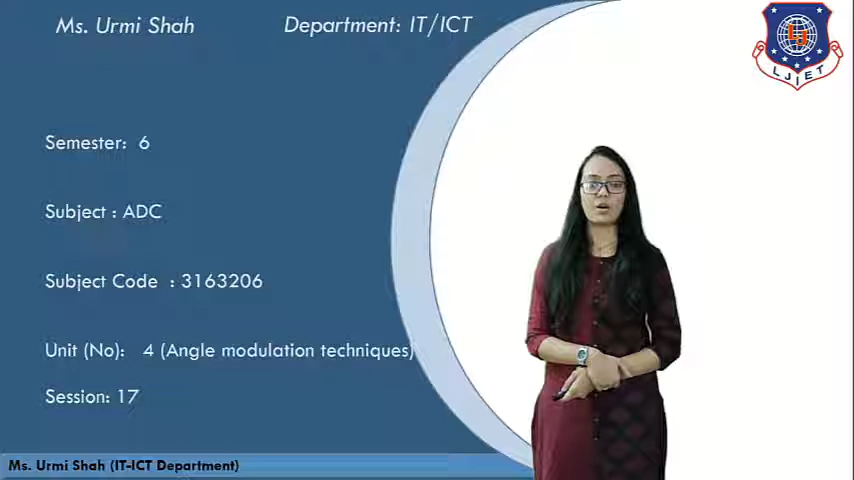 Ms. Urmi Shah Department: IT/ICT
LJIET
Semester: 6
Subject : ADC
Subject Code : 3163206
Unit (No): 4 (Angle modulation techniques)
Session: 17
Ms. Urmi Shah (IT-ICT Department)